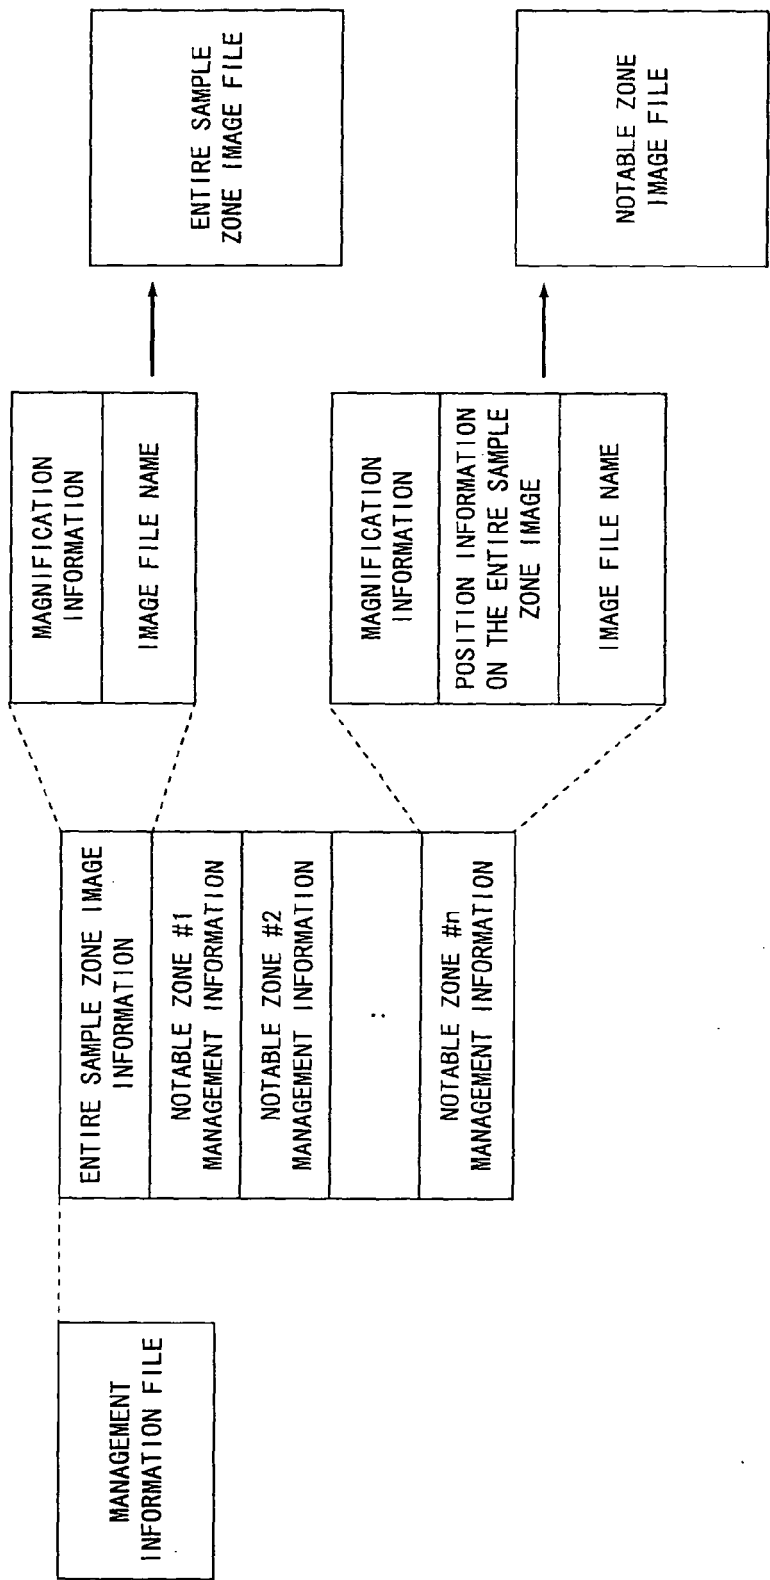 MANAGEMENT
INFORMATION FILE
ENTIRE SAMPLE ZONE IMAGE
INFORMATION
NOTABLE ZONE #1
MANAGEMENT INFORMATION
NOTABLE ZONE #2
MANAGEMENT INFORMATION
:
NOTABLE ZONE #n
MANAGEMENT INFORMATION
MAGNIFICATION
INFORMATION
IMAGE FILE NAME
MAGNIFICATION
INFORMATION
POSITION INFORMATION
ON THE ENTIRE SAMPLE
ZONE IMAGE
IMAGE FILE NAME
ENTIRE SAMPLE
ZONE IMAGE FILE
NOTABLE ZONE
IMAGE FILE